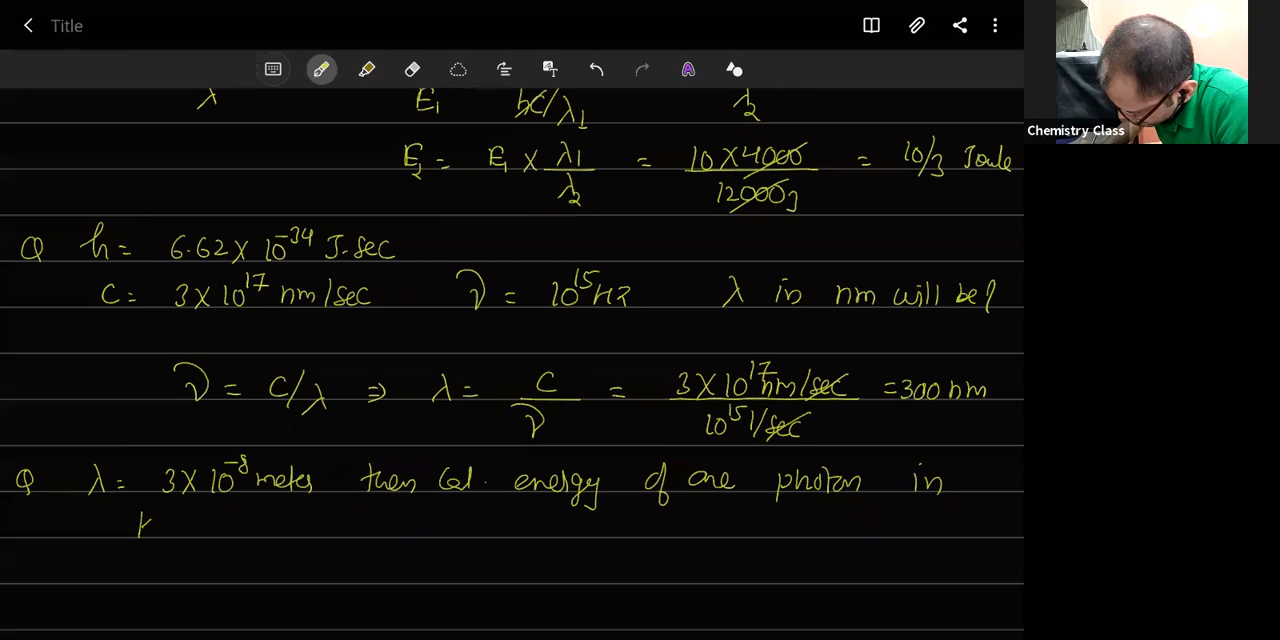 Title
Chemistry Class
λ E₁ hc/λ₁ λ₂
E₂ = E₁ × λ₁/λ₂ = 10 × 4000/12000 3 = 10/3 Joule
Q h = 6.62 × 10⁻³⁴ J-sec
C = 3 × 10¹⁷ nm/sec ν = 10¹⁵ HZ λ in nm will be?
ν = C/λ ⇒ λ = C/ν = 3 × 10¹⁷ nm/sec / 10¹⁵ 1/sec = 300 nm
Q λ = 3 × 10⁻⁸ meter then Cal. energy of one photon in